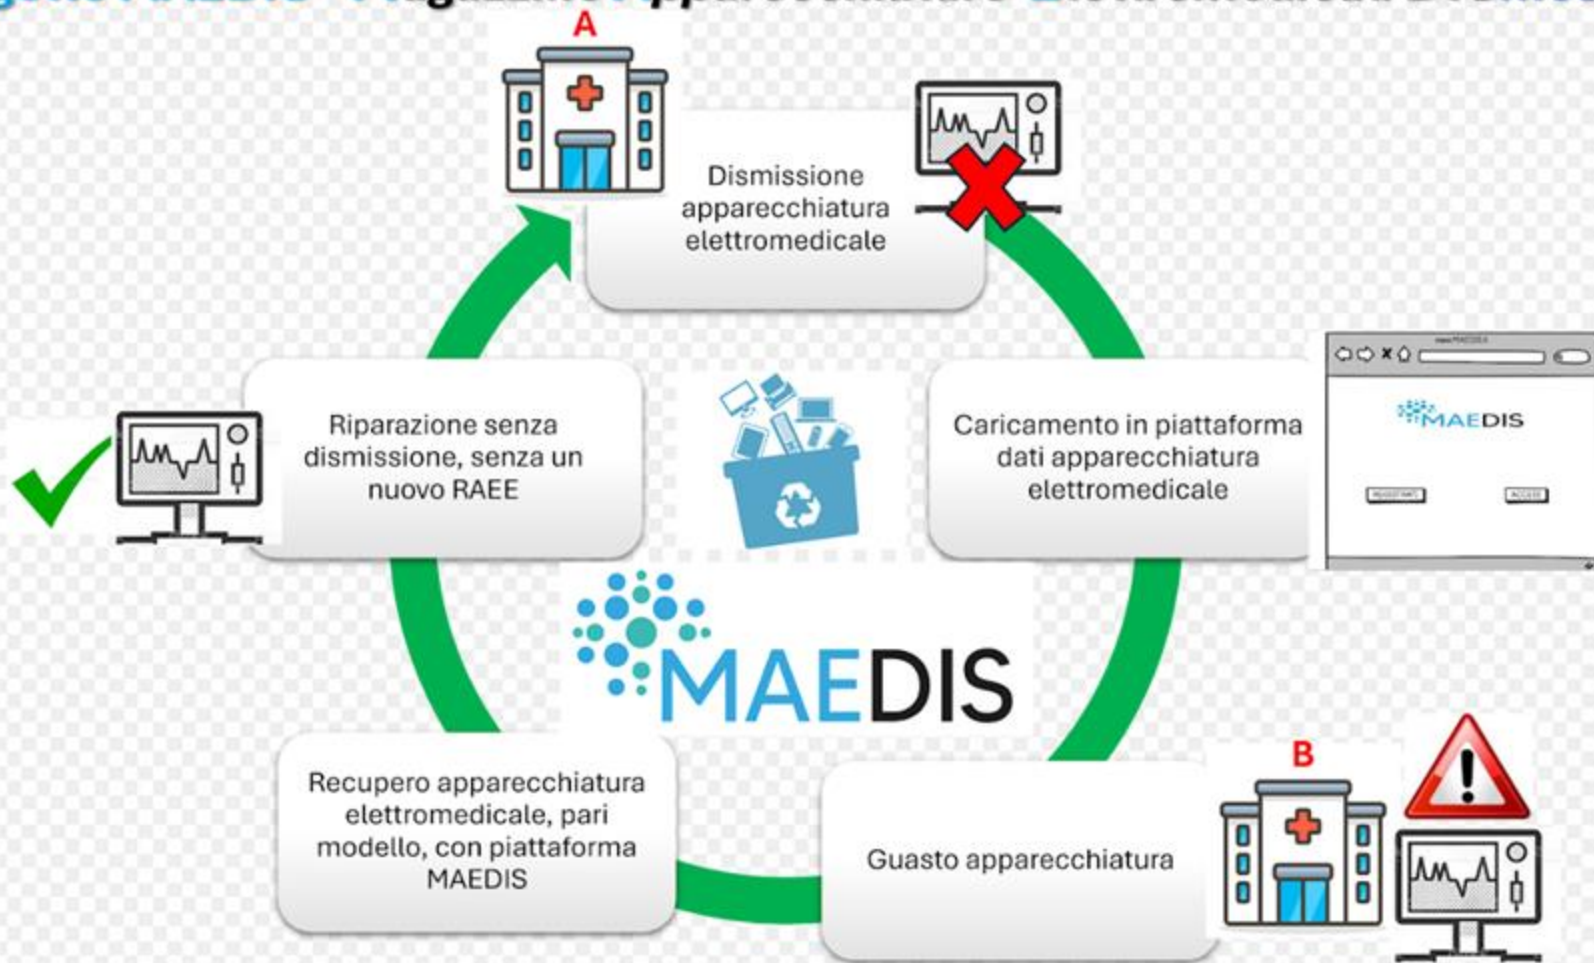 A
Dismissione
apparecchiatura
elettromedicale
Caricamento in piattaforma
dati apparecchiatura
elettromedicale
MAEDIS
Riparazione senza
dismissione, senza un
nuovo RAEE
MAEDIS
B
Guasto apparecchiatura
Recupero apparecchiatura
elettromedicale, pari
modello, con piattaforma
MAEDIS